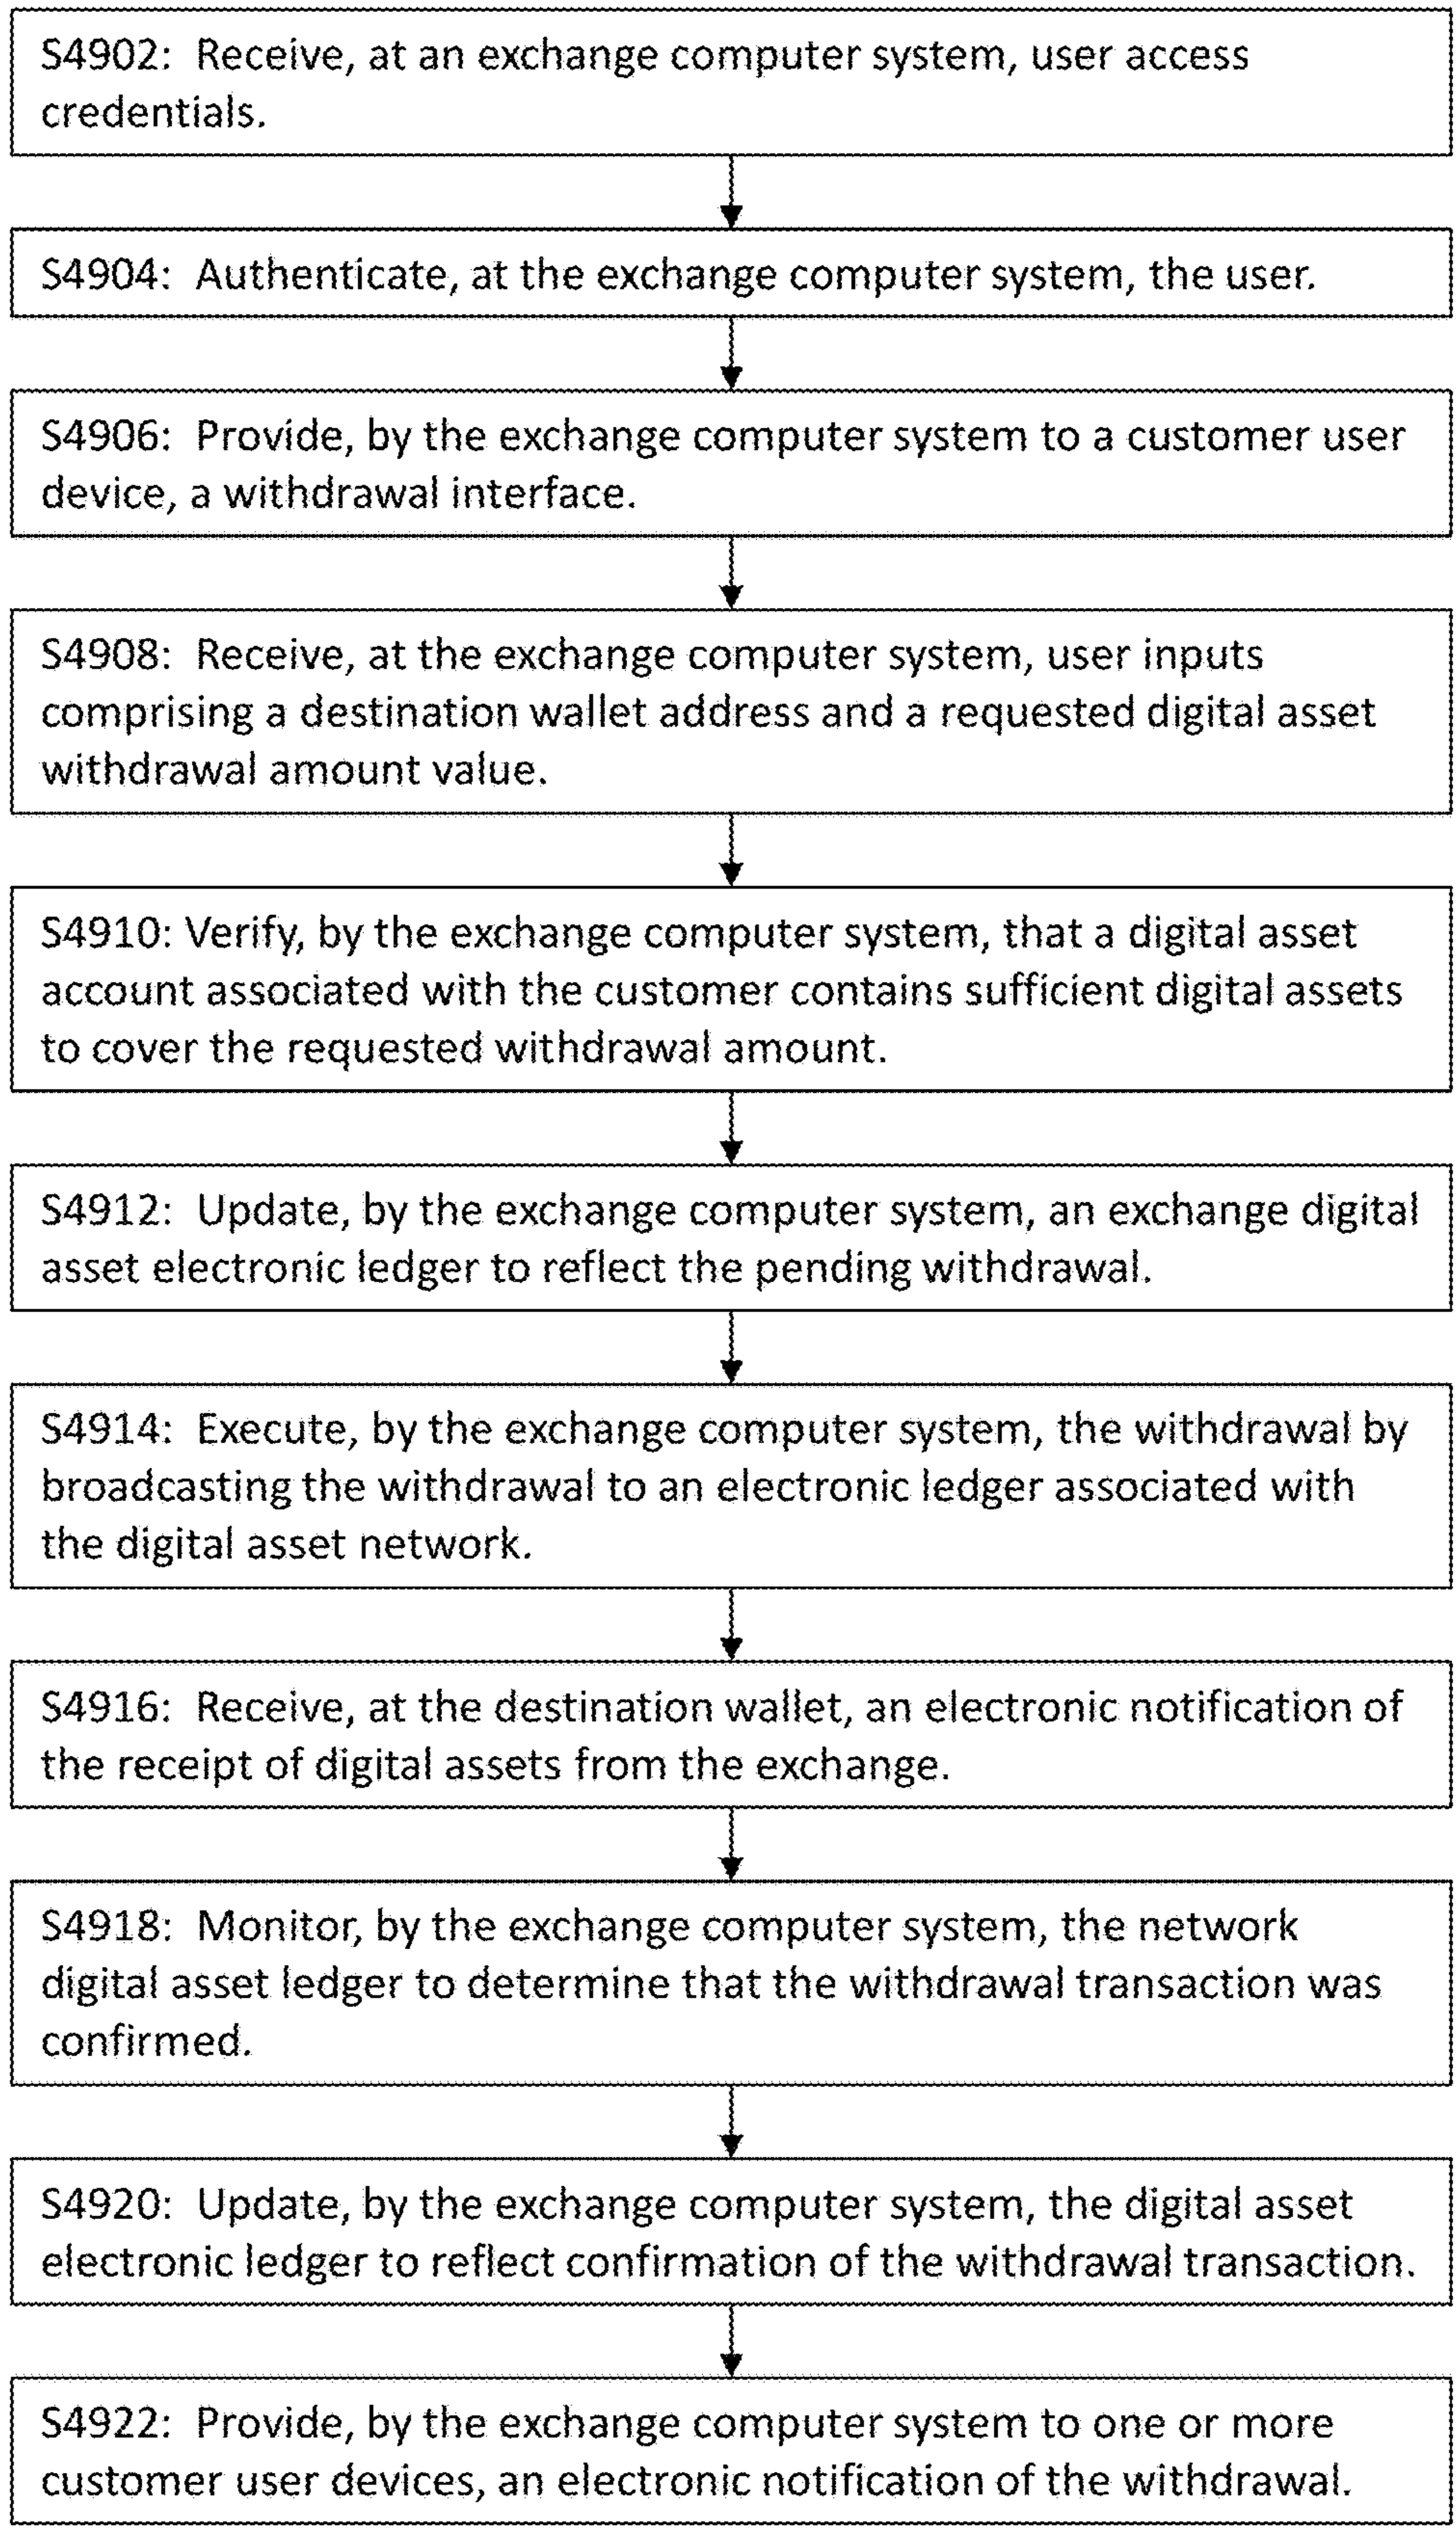 S4902: Receive, at an exchange computer system, user access
credentials.
S4904: Authenticate, at the exchange computer system, the user.
S4906: Provide, by the exchange computer system to a customer user
device, a withdrawal interface.
S4908: Receive, at the exchange computer system, user inputs
comprising a destination wallet address and a requested digital asset
withdrawal amount value.
S4910: Verify, by the exchange computer system, that a digital asset
account associated with the customer contains sufficient digital assets
to cover the requested withdrawal amount.
S4912: Update, by the exchange computer system, an exchange digital
asset electronic ledger to reflect the pending withdrawal.
S4914: Execute, by the exchange computer system, the withdrawal by
broadcasting the withdrawal to an electronic ledger associated with
the digital asset network.
S4916: Receive, at the destination wallet, an electronic notification of
the receipt of digital assets from the exchange.
S4918: Monitor, by the exchange computer system, the network
digital asset ledger to determine that the withdrawal transaction was
confirmed.
S4920: Update, by the exchange computer system, the digital asset
electronic ledger to reflect confirmation of the withdrawal transaction.
S4922: Provide, by the exchange computer system to one or more
customer user devices, an electronic notification of the withdrawal.